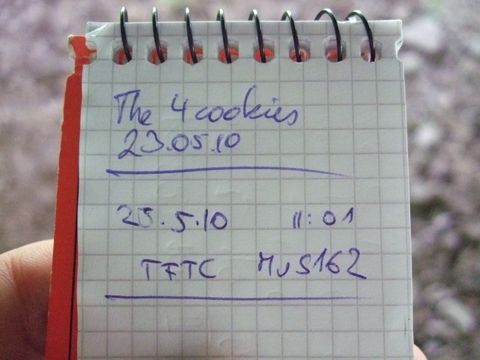 The 4 cookies
23.05.10
25.5.10 11:01
TFTC MuS162